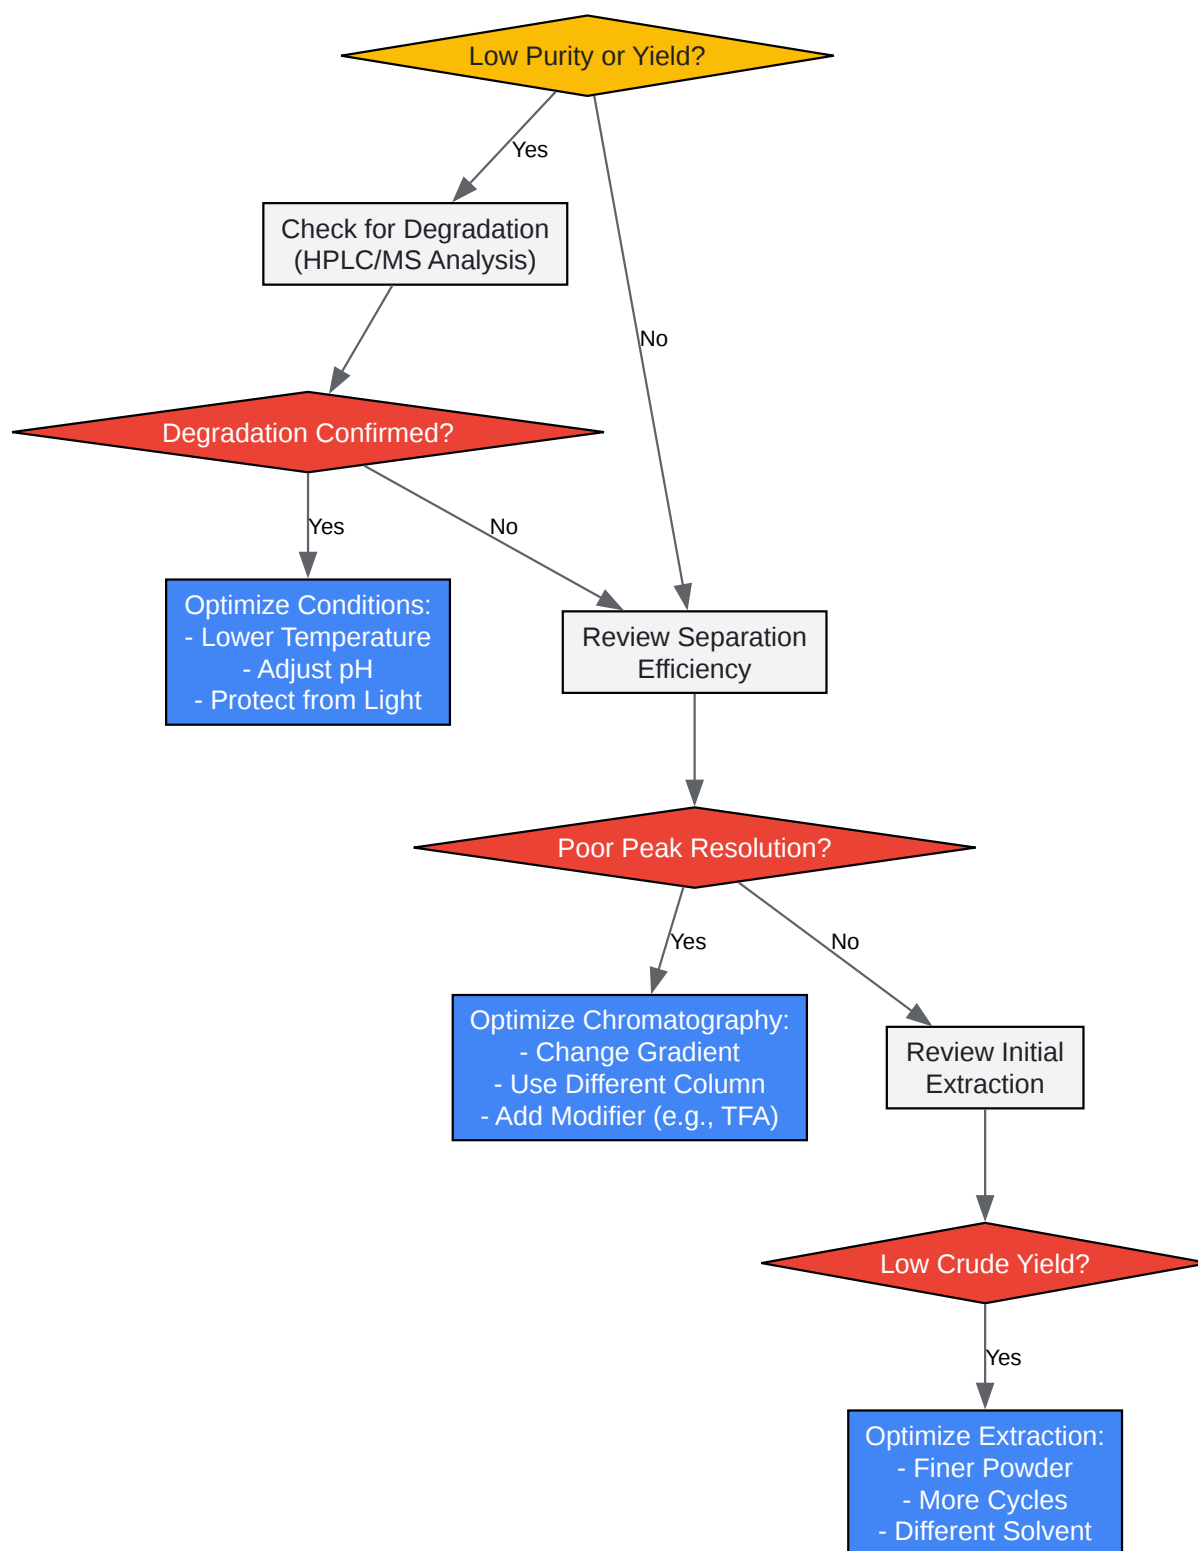 Low Purity or Yield?
Yes
Check for Degradation
(HPLC/MS Analysis)
No
Degradation Confirmed?
Yes
No
Optimize Conditions:
- Lower Temperature
- Adjust pH
- Protect from Light
Review Separation
Efficiency
Poor Peak Resolution?
Yes
No
Optimize Chromatography:
- Change Gradient
- Use Different Column
- Add Modifier (e.g., TFA)
Review Initial
Extraction
Low Crude Yield?
Yes
Optimize Extraction:
- Finer Powder
- More Cycles
- Different Solvent